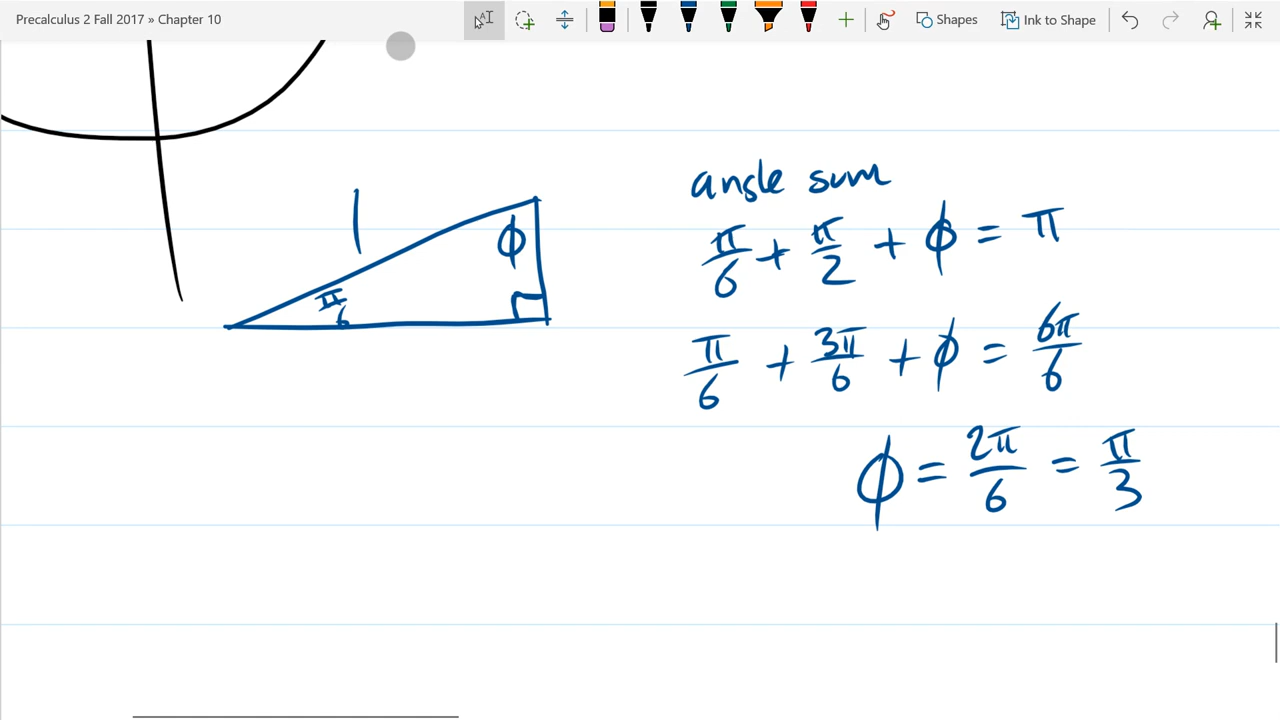 Precalculus 2 Fall 2017 » Chapter 10
Shapes
Ink to Shape
angle sum
1
ϕ
π/6
π/6 + π/2 + ϕ = π
π/6 + 3π/6 + ϕ = 6π/6
ϕ = 2π/6 = π/3